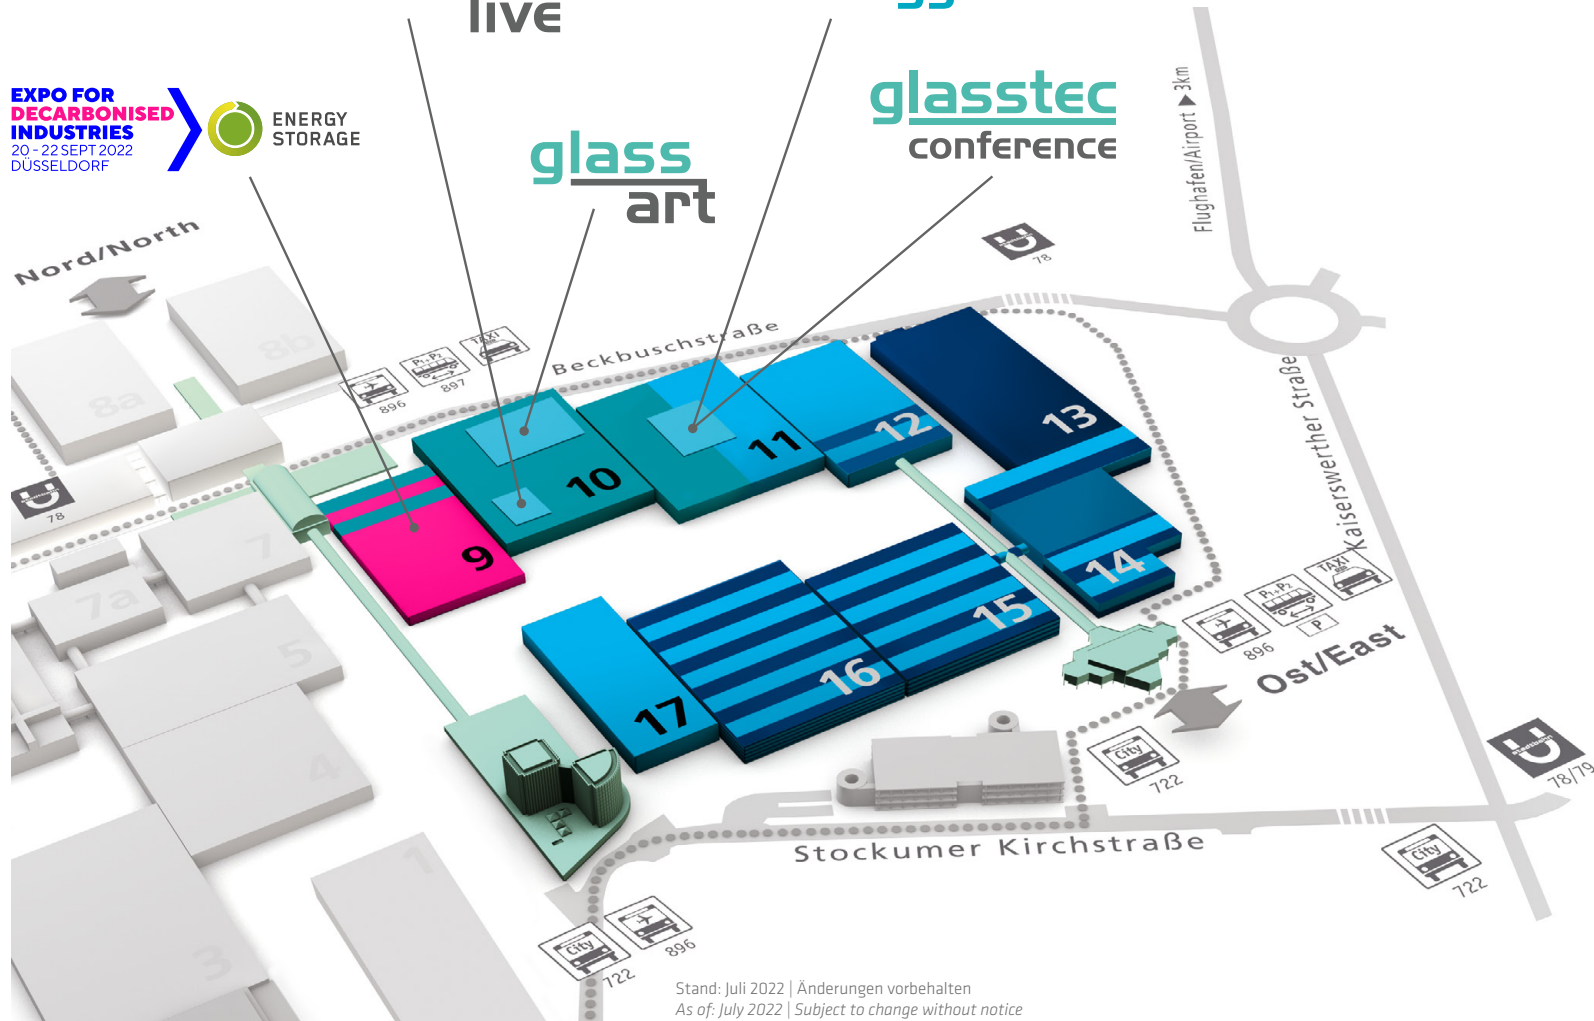 live
glasstec
conference
EXPO FOR
DECARBONISED
INDUSTRIES
20 - 22 SEPT 2022
DÜSSELDORF
ENERGY
STORAGE
glass
art
Flughafen/Airport ▶ 3km
Nord/North
78
8b
TAXI
P1+P2
897
896
Beckbuschstraße
8a
13
12
11
10
9
78
7
7a
14
15
16
17
5
4
Kaiserswerther Straße
TAXI
P1+P2
P
896
Ost/East
City
722
Stadtbahn
78/79
1
3
Stockumer Kirchstraße
City
722
City
722
896
Stand: Juli 2022 | Änderungen vorbehalten
As of: July 2022 | Subject to change without notice